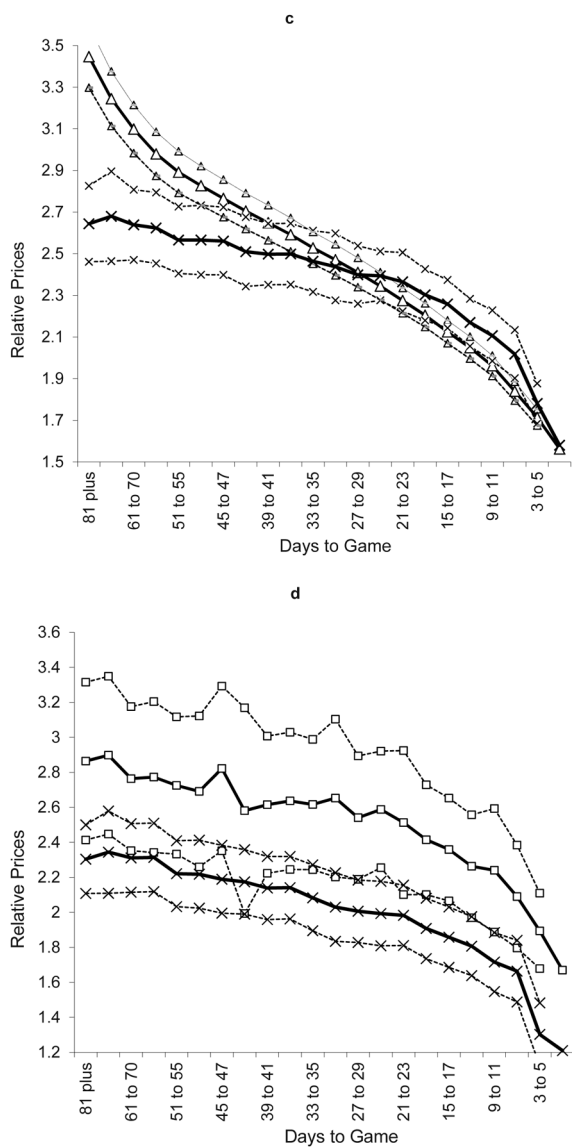 c
3.5
3.3
3.1
2.9
2.7
2.5
2.3
2.1
1.9
1.7
1.5
Relative Prices
81 plus
61 to 70
51 to 55
45 to 47
39 to 41
33 to 35
27 to 29
21 to 23
15 to 17
9 to 11
3 to 5
Days to Game
d
3.6
3.4
3.2
3
2.8
2.6
2.4
2.2
2
1.8
1.6
1.4
1.2
Relative Prices
81 plus
61 to 70
51 to 55
45 to 47
39 to 41
33 to 35
27 to 29
21 to 23
15 to 17
9 to 11
3 to 5
Days to Game